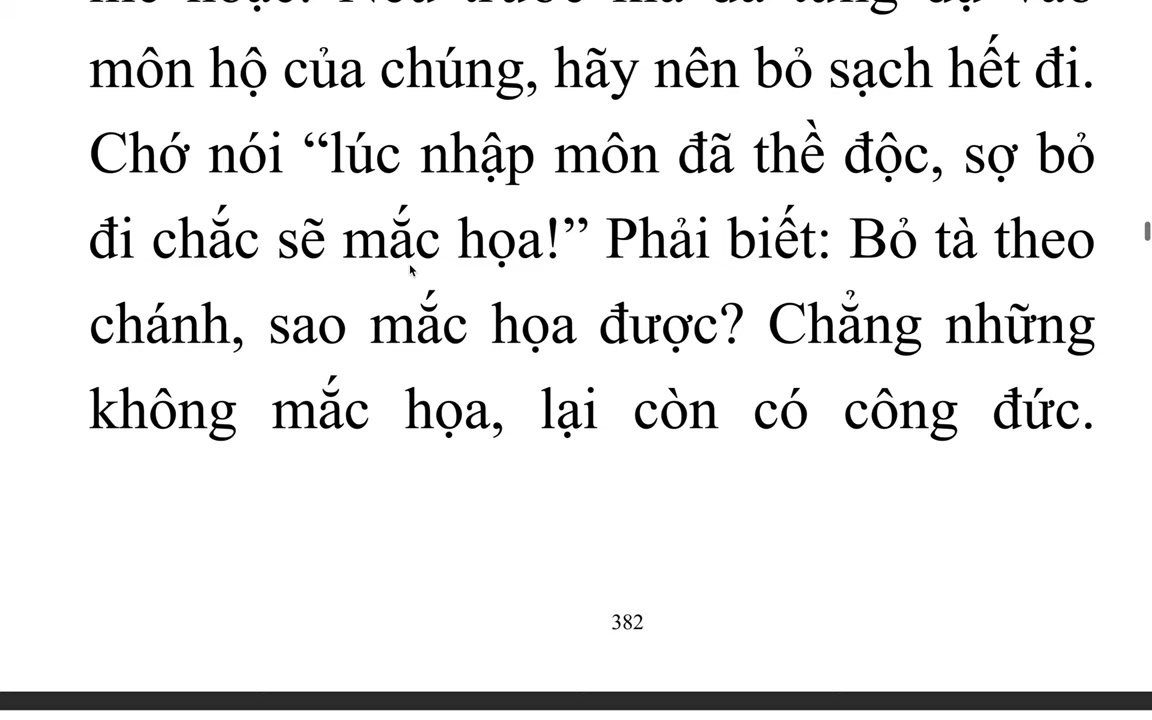 môn hộ của chúng, hãy nên bỏ sạch hết đi.
Chớ nói “lúc nhập môn đã thề độc, sợ bỏ
đi chắc sẽ mắc họa!” Phải biết: Bỏ tà theo
chánh, sao mắc họa được? Chẳng những
không mắc họa, lại còn có công đức.
382